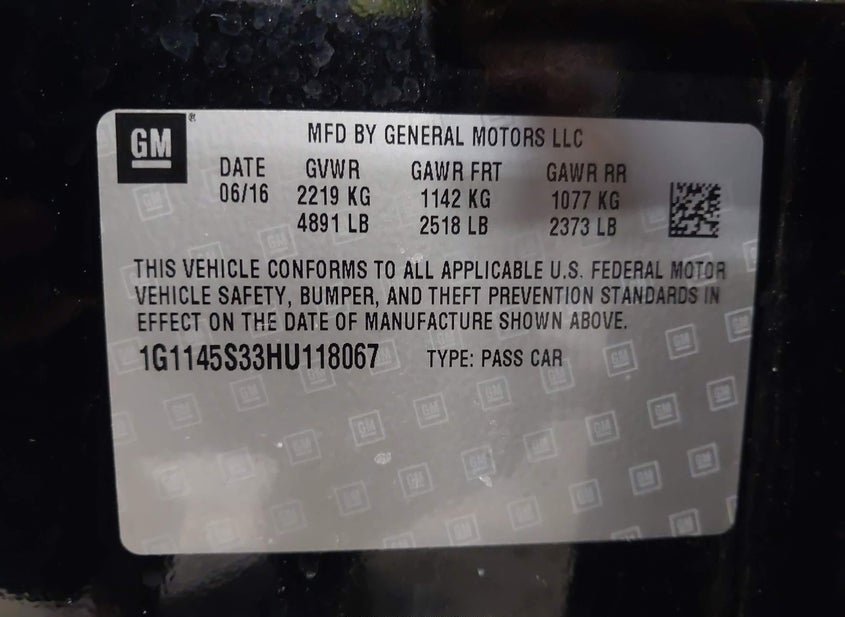 GM
MFD BY GENERAL MOTORS LLC
DATE GVWR GAWR FRT GAWR RR
06/16 2219 KG 1142 KG 1077 KG
4891 LB 2518 LB 2373 LB
THIS VEHICLE CONFORMS TO ALL APPLICABLE U.S. FEDERAL MOTOR
VEHICLE SAFETY, BUMPER, AND THEFT PREVENTION STANDARDS IN
EFFECT ON THE DATE OF MANUFACTURE SHOWN ABOVE.
1G1145S33HU118067 TYPE: PASS CAR